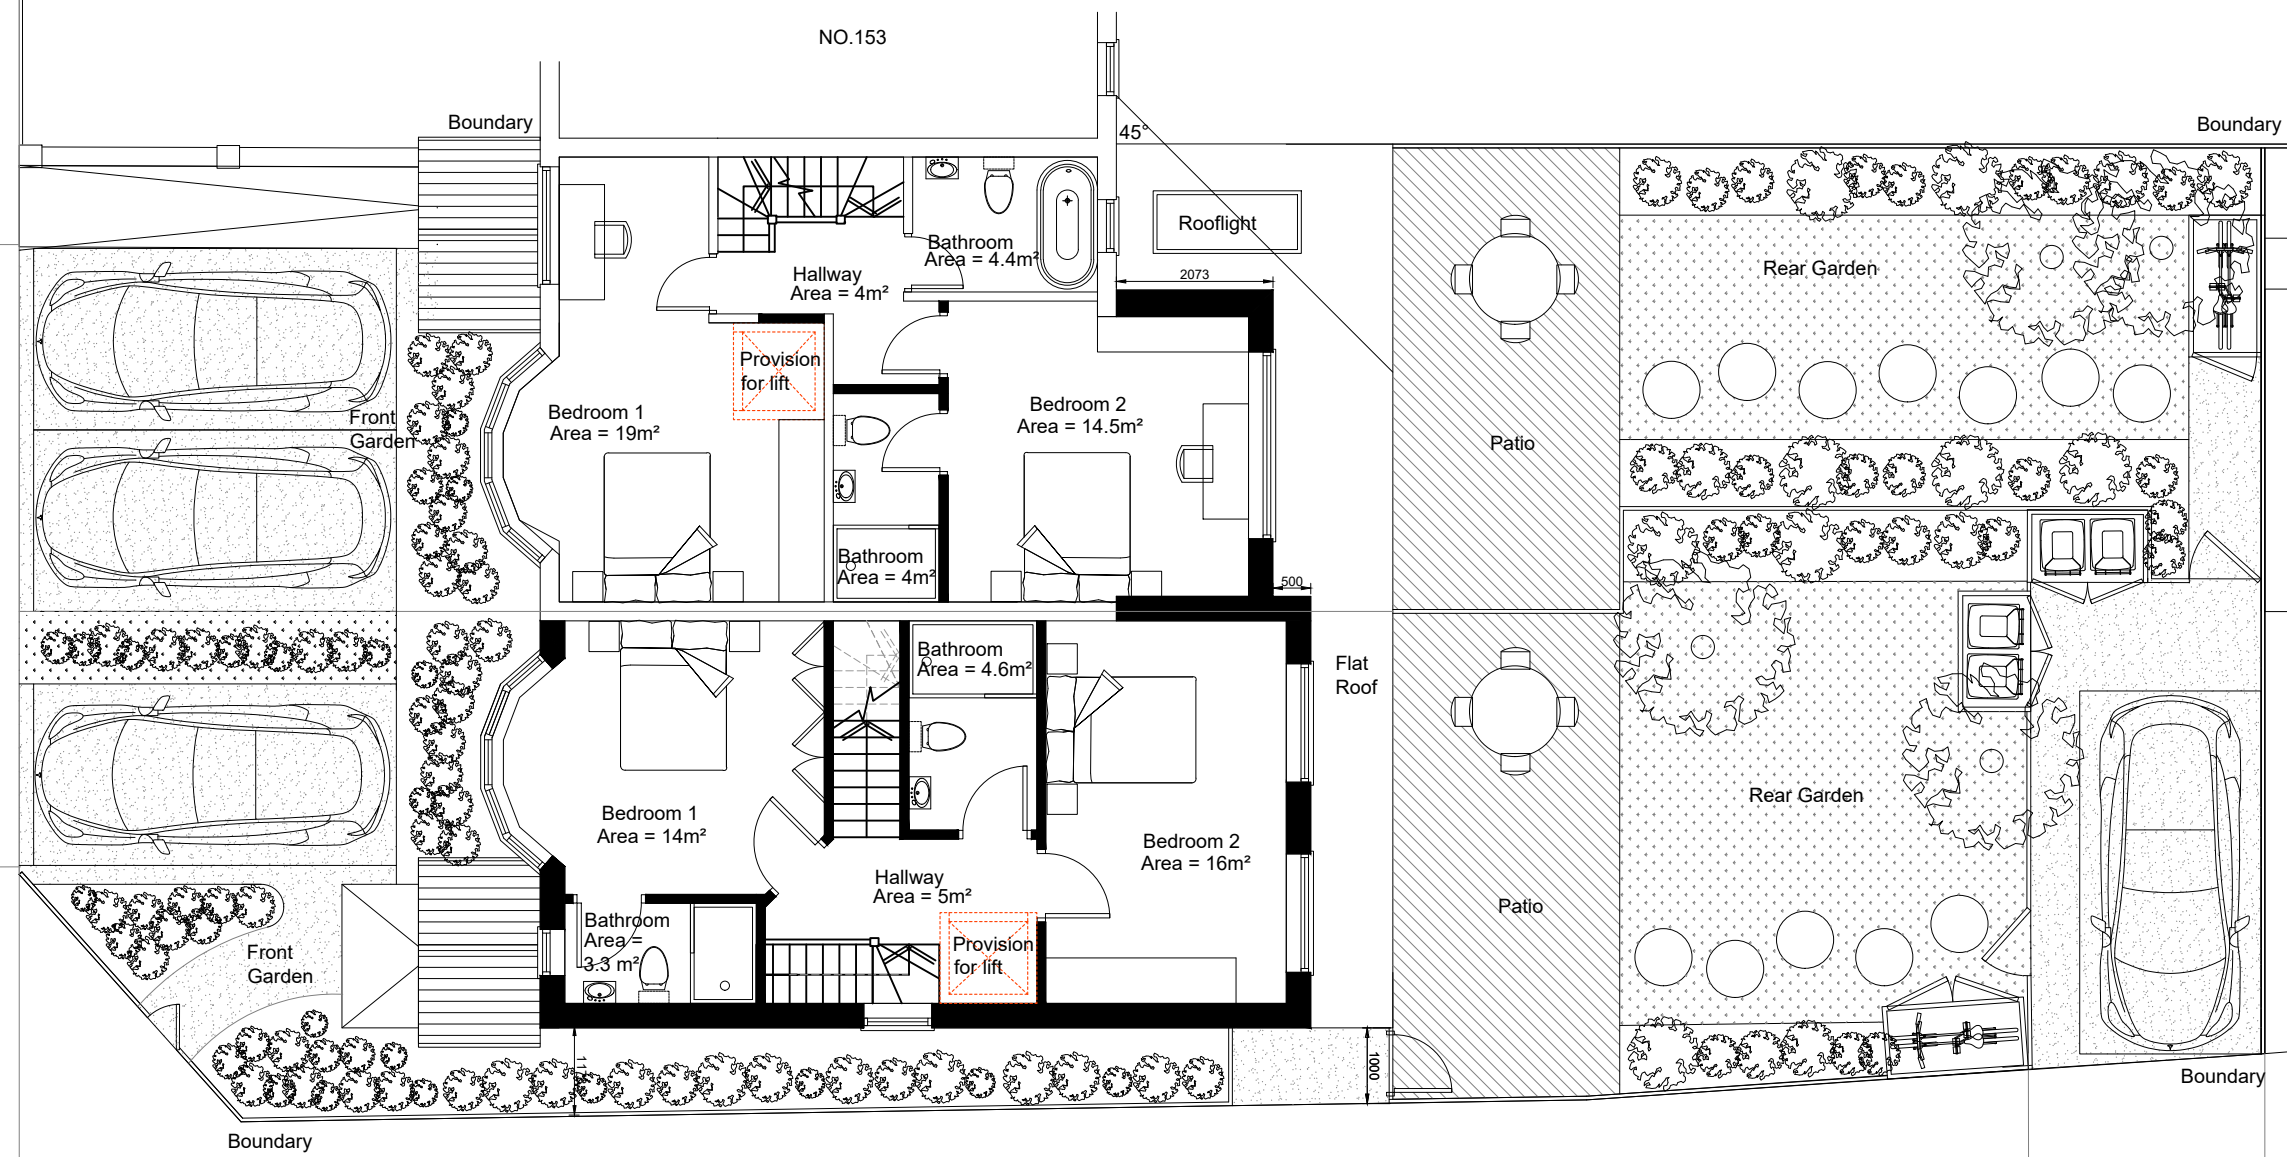 NO.153
Boundary
Boundary
45°
Rooflight
Bathroom
Area = 4.4m²
Hallway
Area = 4m²
2073
Rear Garden
Provision
for lift
Bedroom 1
Area = 19m²
Bedroom 2
Area = 14.5m²
Front
Garden
Patio
Bathroom
Area = 4m²
500
Bathroom
Area = 4.6m²
Flat
Roof
Bedroom 1
Area = 14m²
Rear Garden
Bedroom 2
Area = 16m²
Hallway
Area = 5m²
Patio
Bathroom
Area =
3.3 m²
Provision
for lift
Front
Garden
1000
Boundary
Boundary